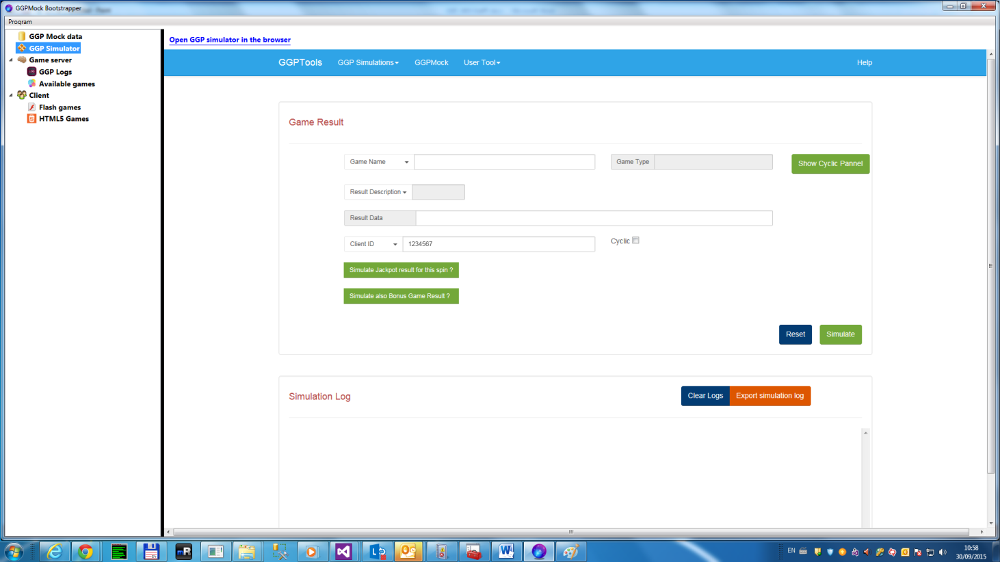 GGPMock Bootstrapper
Program
GGP Mock data
GGP Simulator
Game server
GGP Logs
Available games
Client
Flash games
HTML5 Games
Open GGP simulator in the browser
GGPTools GGP Simulations GGPMock User Tool Help
Game Result
Game Name Game Type Show Cyclic Pannel
Result Description
Result Data
Client ID 1234567 Cyclic
Simulate Jackpot result for this spin ?
Simulate also Bonus Game Result ?
Reset Simulate
Simulation Log Clear Logs Export simulation log
EN 10:58
30/09/2015